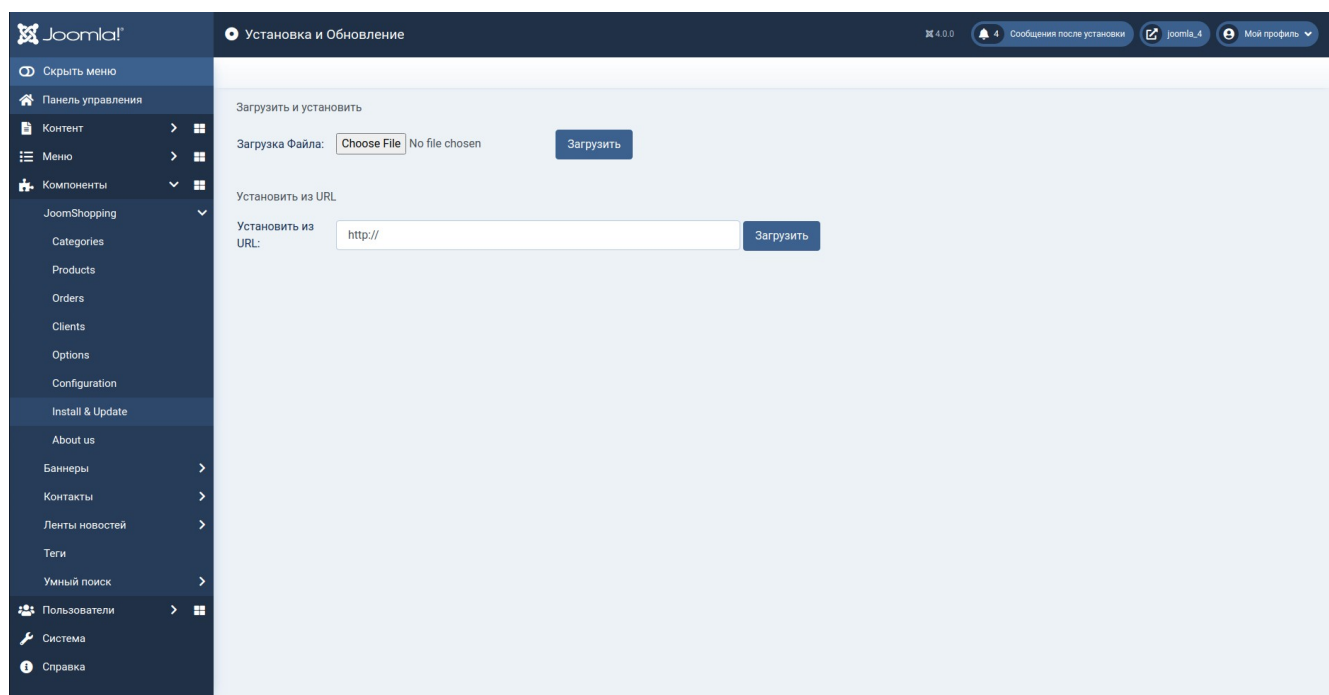 Joomla!®
Установка и Обновление
4.0.0
4 Сообщения после установки
joomla_4
Мой профиль
Скрыть меню
Панель управления
Контент
Меню
Компоненты
JoomShopping
Categories
Products
Orders
Clients
Options
Configuration
Install & Update
About us
Баннеры
Контакты
Ленты новостей
Теги
Умный поиск
Пользователи
Система
Справка
Загрузить и установить
Загрузка Файла: Choose File No file chosen Загрузить
Установить из URL
Установить из
URL:
http://
Загрузить